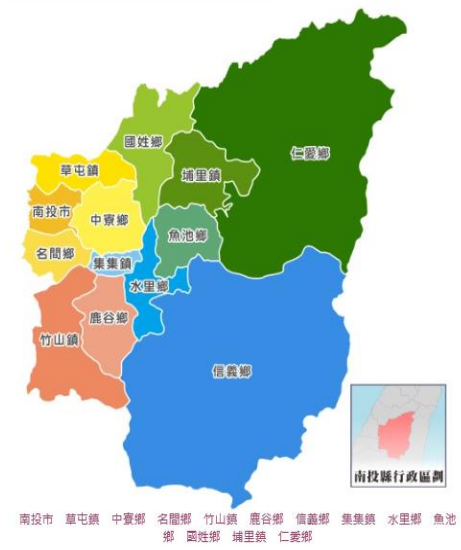 國姓鄉
仁愛鄉
草屯鎮
埔里鎮
南投市
中寮鄉
魚池鄉
名間鄉
集集鎮
水里鄉
鹿谷鄉
竹山鎮
信義鄉
南投縣行政區劃
南投市 草屯鎮 中寮鄉 名間鄉 竹山鎮 鹿谷鄉 信義鄉 集集鎮 水里鄉 魚池
鄉 國姓鄉 埔里鎮 仁愛鄉